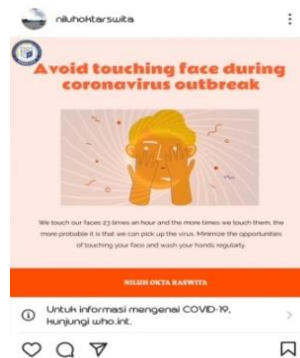 niluhoktarswita
Avoid touching face during
coronavirus outbreak
We touch our faces 23 times an hour and the more times we touch them, the
more probable it is that we can pick up the virus. Minimize the opportunities
of touching your face and wash your hands regularly.
NILUH OKTA RASWITA
Untuk informasi mengenai COVID-19,
kunjungi who.int.